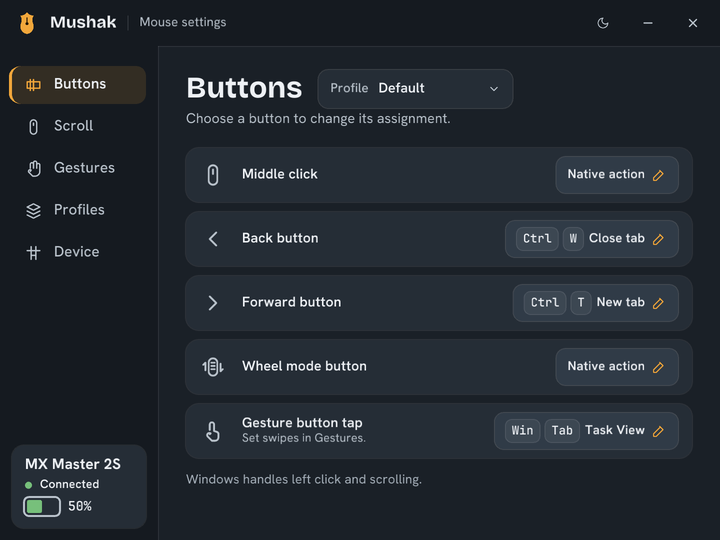 Mushak
Mouse settings
Buttons
Scroll
Gestures
Profiles
Device
MX Master 2S
Connected
50%
Buttons
Profile Default
Choose a button to change its assignment.
Middle click
Native action
Back button
Ctrl W Close tab
Forward button
Ctrl T New tab
Wheel mode button
Native action
Gesture button tap
Set swipes in Gestures.
Win Tab Task View
Windows handles left click and scrolling.